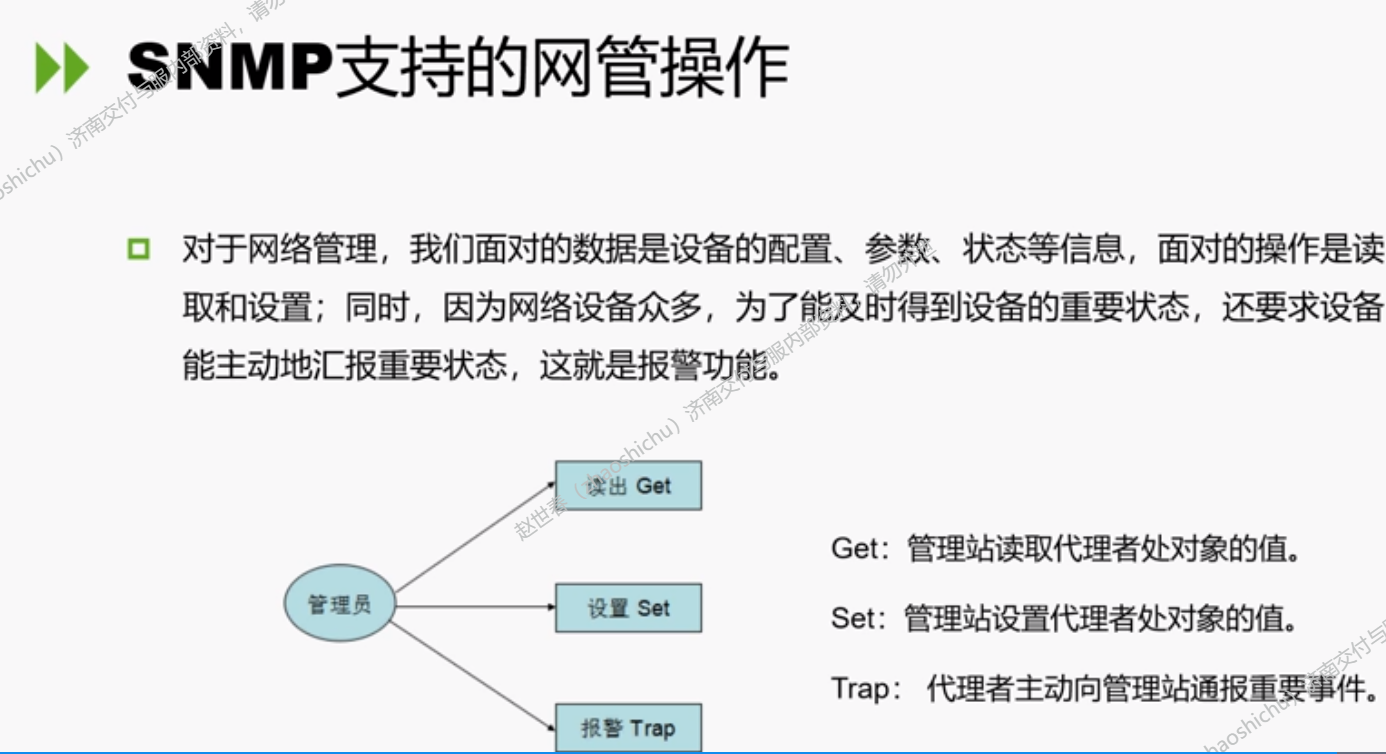 SNMP支持的网管操作
对于网络管理，我们面对的数据是设备的配置、参数、状态等信息，面对的操作是读
取和设置；同时，因为网络设备众多，为了能及时得到设备的重要状态，还要求设备
能主动地汇报重要状态，这就是报警功能。
管理员
读出 Get
设置 Set
报警 Trap
Get：管理站读取代理者处对象的值。
Set：管理站设置代理者处对象的值。
Trap： 代理者主动向管理站通报重要事件。
oshichu）济南交付与服内部资料，请勿
赵世春（zhaoshichu）济南交付与服内部资料，请勿外
haoshichu）济南交付与